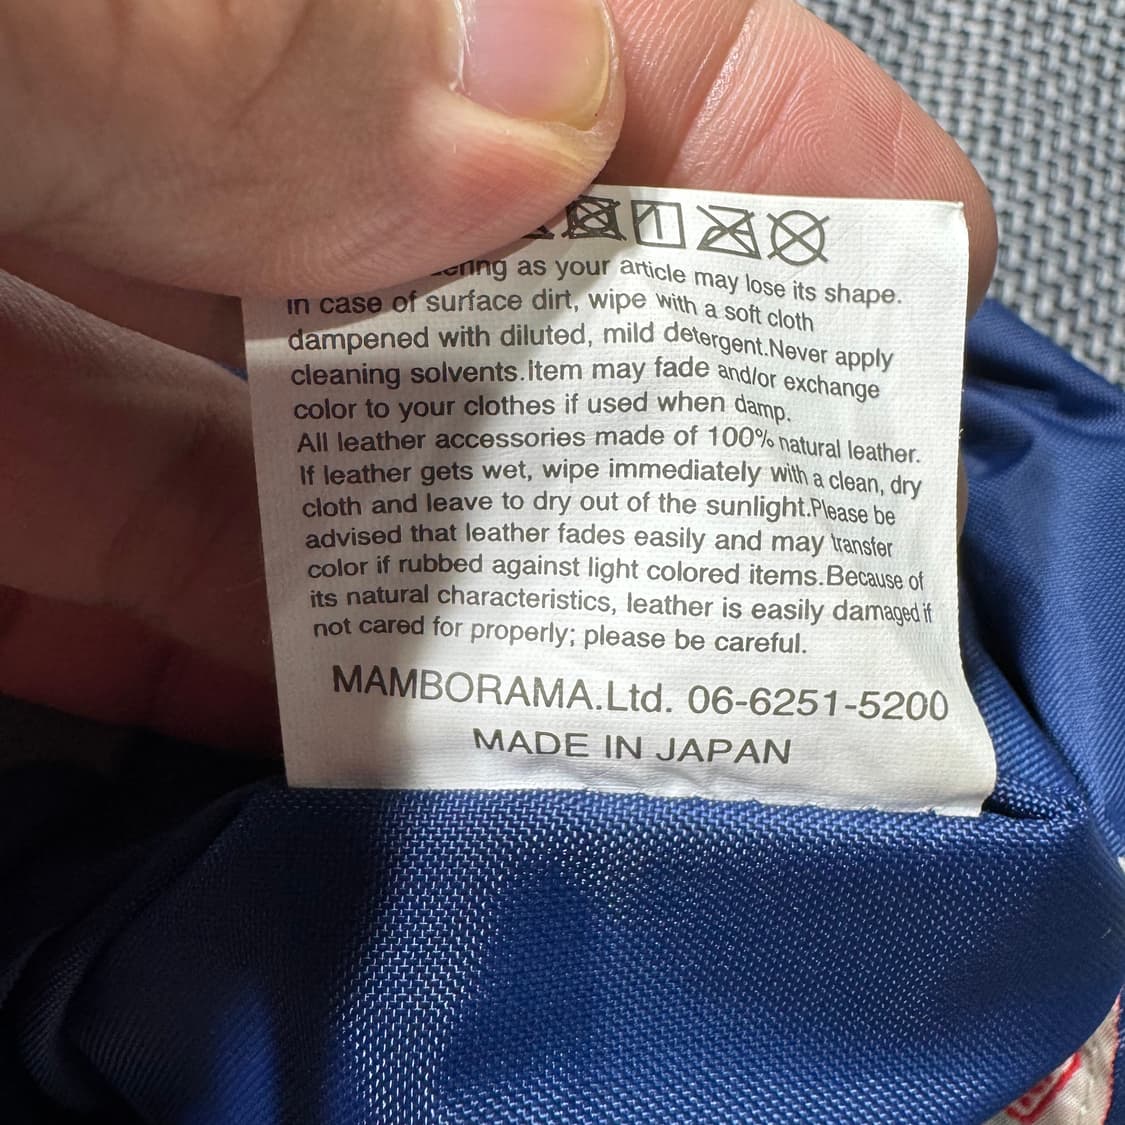 as your article may lose its shape.
in case of surface dirt, wipe with a soft cloth
dampened with diluted, mild detergent.Never apply
cleaning solvents.Item may fade and/or exchange
color to your clothes if used when damp.
All leather accessories made of 100% natural leather.
If leather gets wet, wipe immediately with a clean, dry
cloth and leave to dry out of the sunlight.Please be
advised that leather fades easily and may transfer
color if rubbed against light colored items.Because of
its natural characteristics, leather is easily damaged if
not cared for properly; please be careful.
MAMBORAMA.Ltd. 06-6251-5200
MADE IN JAPAN